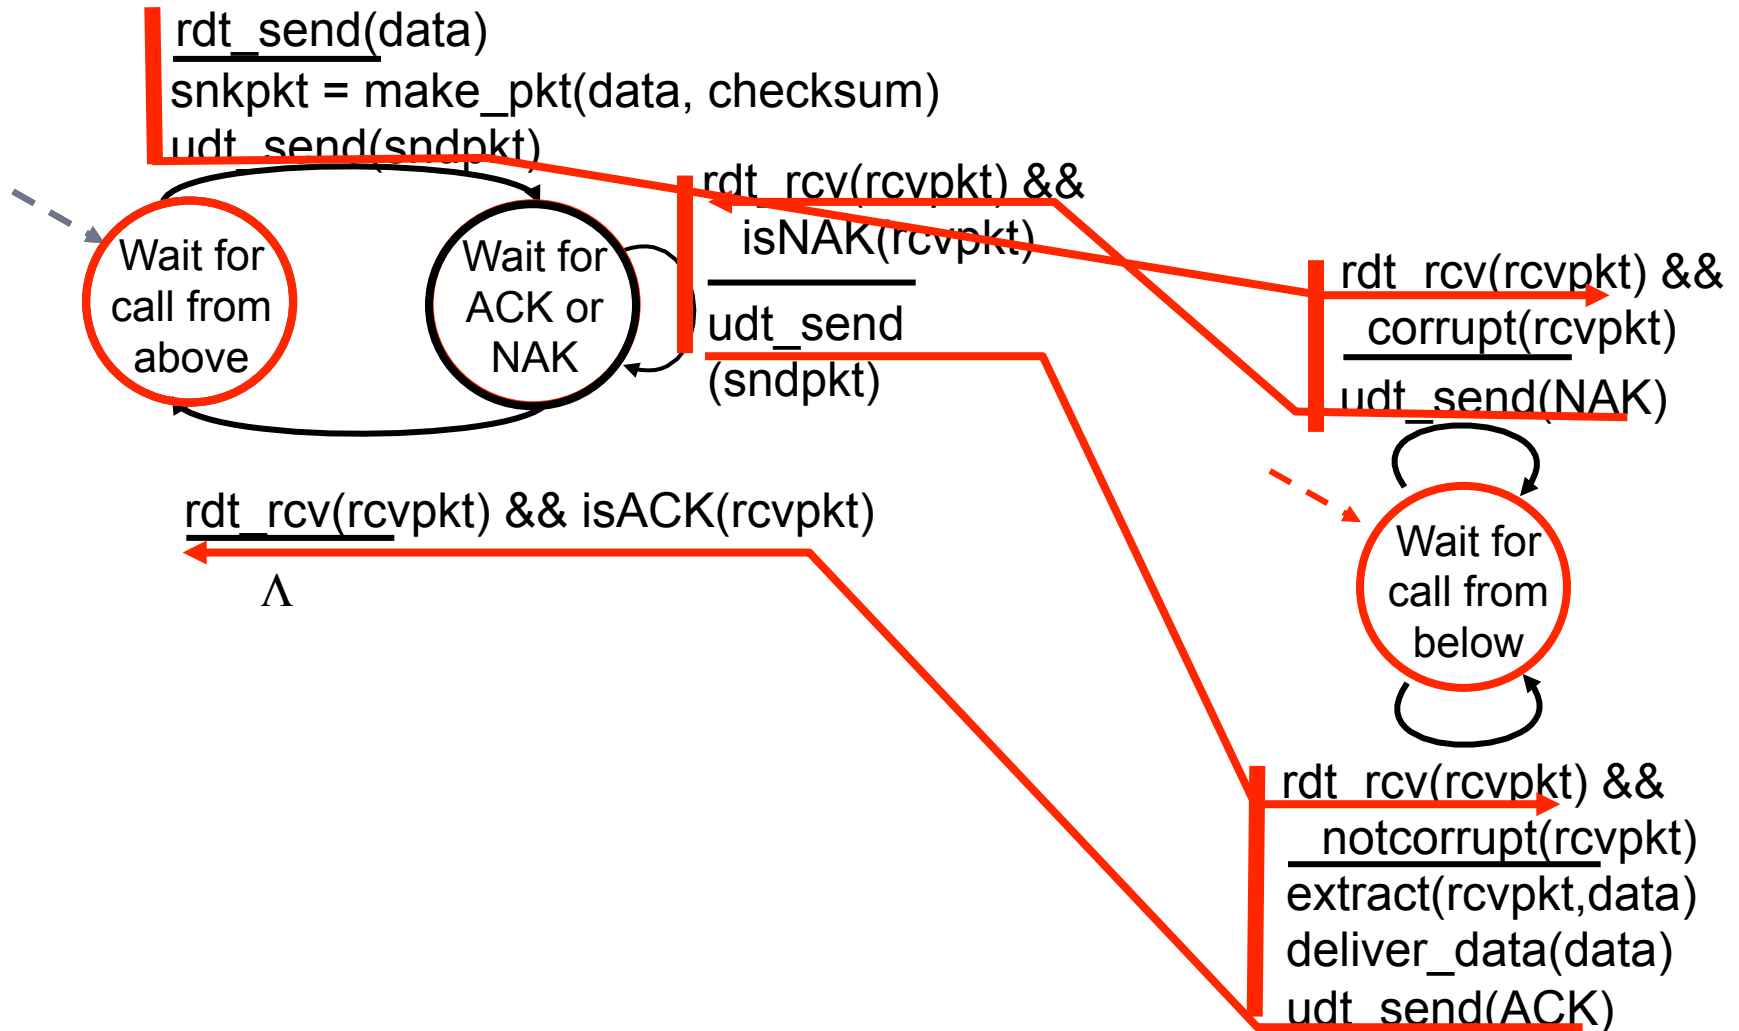 rdt_send(data)
snkpkt = make_pkt(data, checksum)
udt_send(sndpkt)
Wait for
call from
above
Wait for
ACK or
NAK
rdt_rcv(rcvpkt) &&
isNAK(rcvpkt)
udt_send
(sndpkt)
rdt_rcv(rcvpkt) && isACK(rcvpkt)
Λ
rdt_rcv(rcvpkt) &&
corrupt(rcvpkt)
udt_send(NAK)
Wait for
call from
below
rdt_rcv(rcvpkt) &&
notcorrupt(rcvpkt)
extract(rcvpkt,data)
deliver_data(data)
udt_send(ACK)